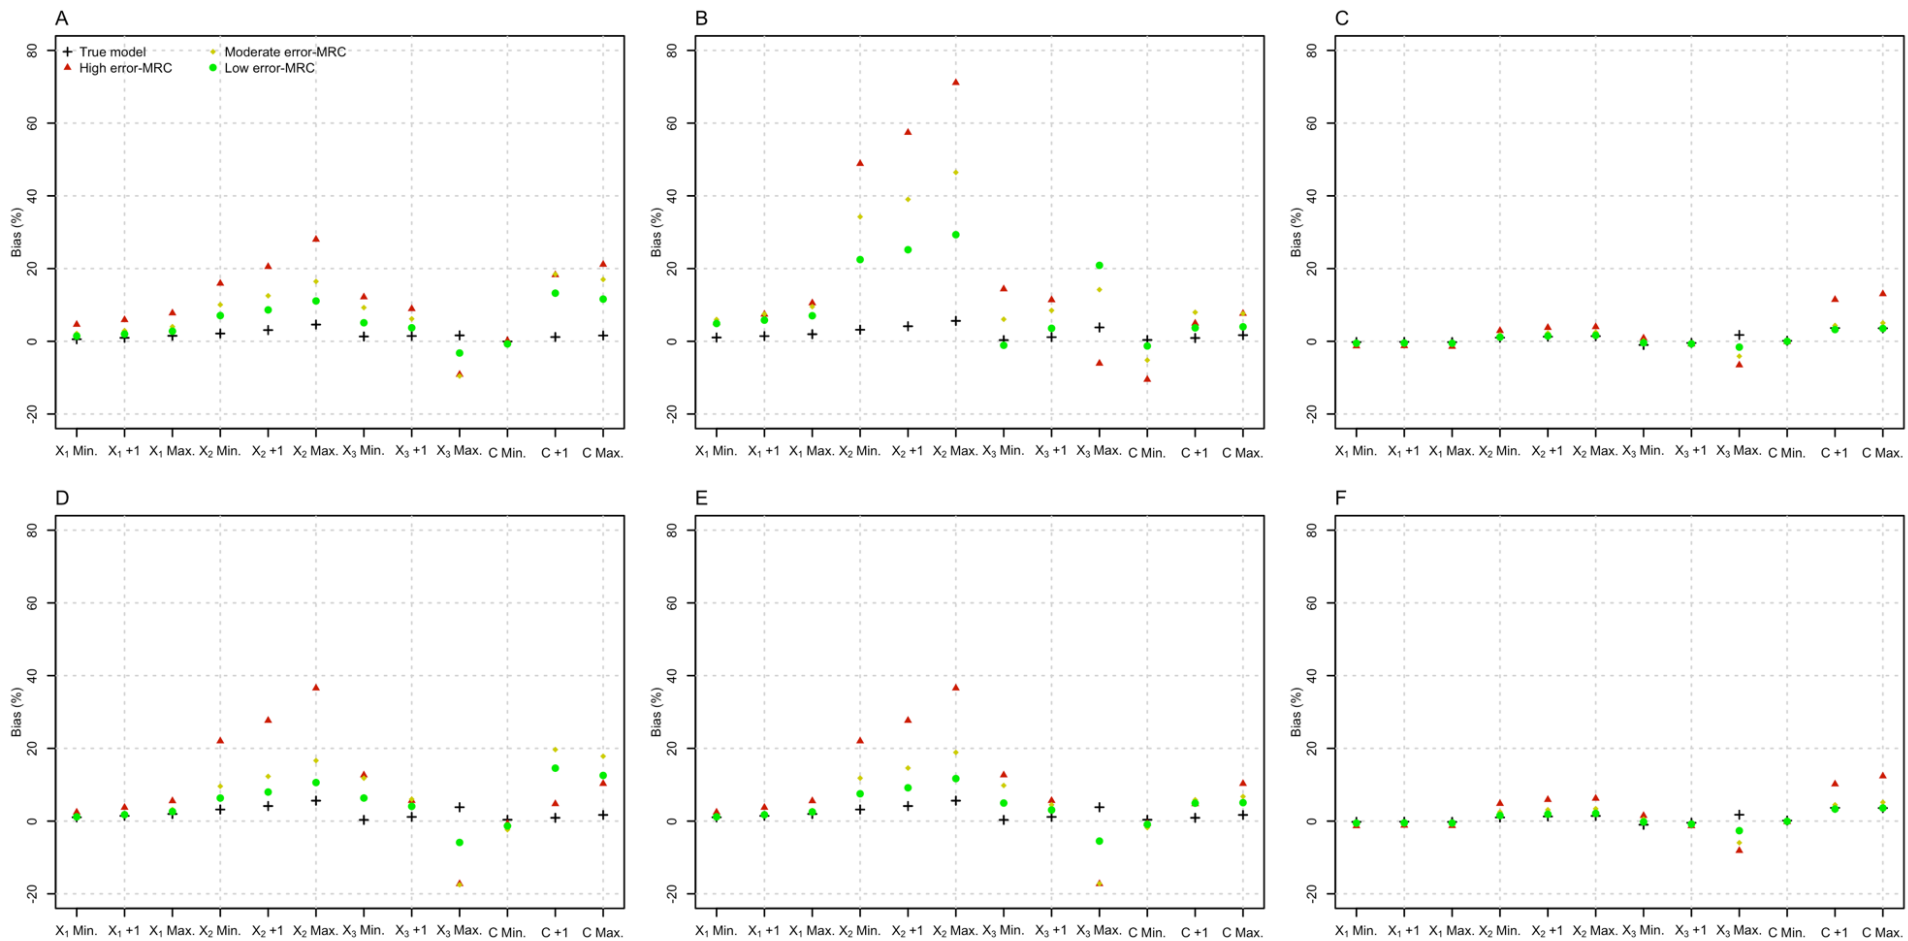 A
+ True model
Moderate error-MRC
High error-MRC
Low error-MRC
Bias (%)
80
60
40
20
0
-20
X₁ Min. X₁ +1 X₁ Max. X₂ Min. X₂ +1 X₂ Max. X₃ Min. X₃ +1 X₃ Max. C Min. C +1 C Max.
B
Bias (%)
80
60
40
20
0
-20
X₁ Min. X₁ +1 X₁ Max. X₂ Min. X₂ +1 X₂ Max. X₃ Min. X₃ +1 X₃ Max. C Min. C +1 C Max.
C
Bias (%)
80
60
40
20
0
-20
X₁ Min. X₁ +1 X₁ Max. X₂ Min. X₂ +1 X₂ Max. X₃ Min. X₃ +1 X₃ Max. C Min. C +1 C Max.
D
Bias (%)
80
60
40
20
0
-20
X₁ Min. X₁ +1 X₁ Max. X₂ Min. X₂ +1 X₂ Max. X₃ Min. X₃ +1 X₃ Max. C Min. C +1 C Max.
E
Bias (%)
80
60
40
20
0
-20
X₁ Min. X₁ +1 X₁ Max. X₂ Min. X₂ +1 X₂ Max. X₃ Min. X₃ +1 X₃ Max. C Min. C +1 C Max.
F
Bias (%)
80
60
40
20
0
-20
X₁ Min. X₁ +1 X₁ Max. X₂ Min. X₂ +1 X₂ Max. X₃ Min. X₃ +1 X₃ Max. C Min. C +1 C Max.